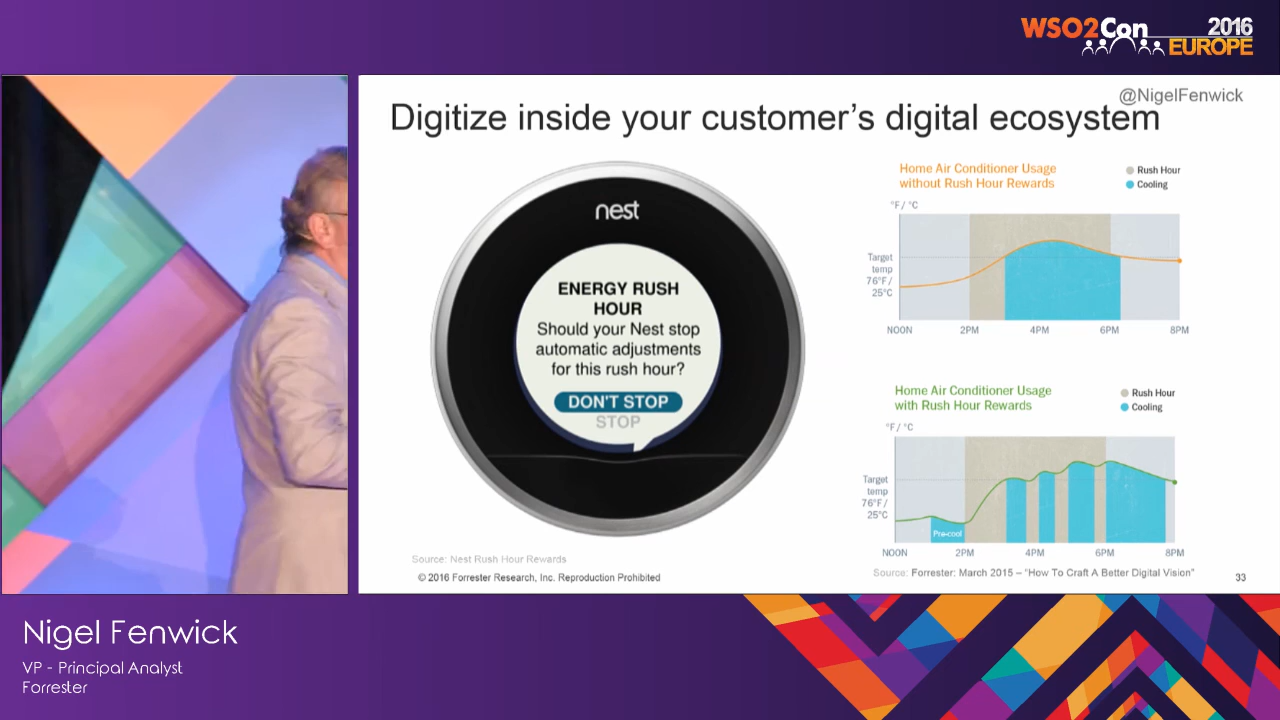 WSO2Con 2016
EUROPE
@NigelFenwick
Digitize inside your customer's digital ecosystem
nest
ENERGY RUSH
HOUR
Should your Nest stop
automatic adjustments
for this rush hour?
DON'T STOP
STOP
Home Air Conditioner Usage
without Rush Hour Rewards
Rush Hour
Cooling
°F / °C
Target
temp
76°F/
25°C
NOON 2PM 4PM 6PM 8PM
Home Air Conditioner Usage
with Rush Hour Rewards
Rush Hour
Cooling
°F / °C
Target
temp
76°F/
25°C
Pre-cool
NOON 2PM 4PM 6PM 8PM
Source: Nest Rush Hour Rewards
© 2016 Forrester Research, Inc. Reproduction Prohibited
Source: Forrester: March 2015 – "How To Craft A Better Digital Vision"
33
Nigel Fenwick
VP - Principal Analyst
Forrester